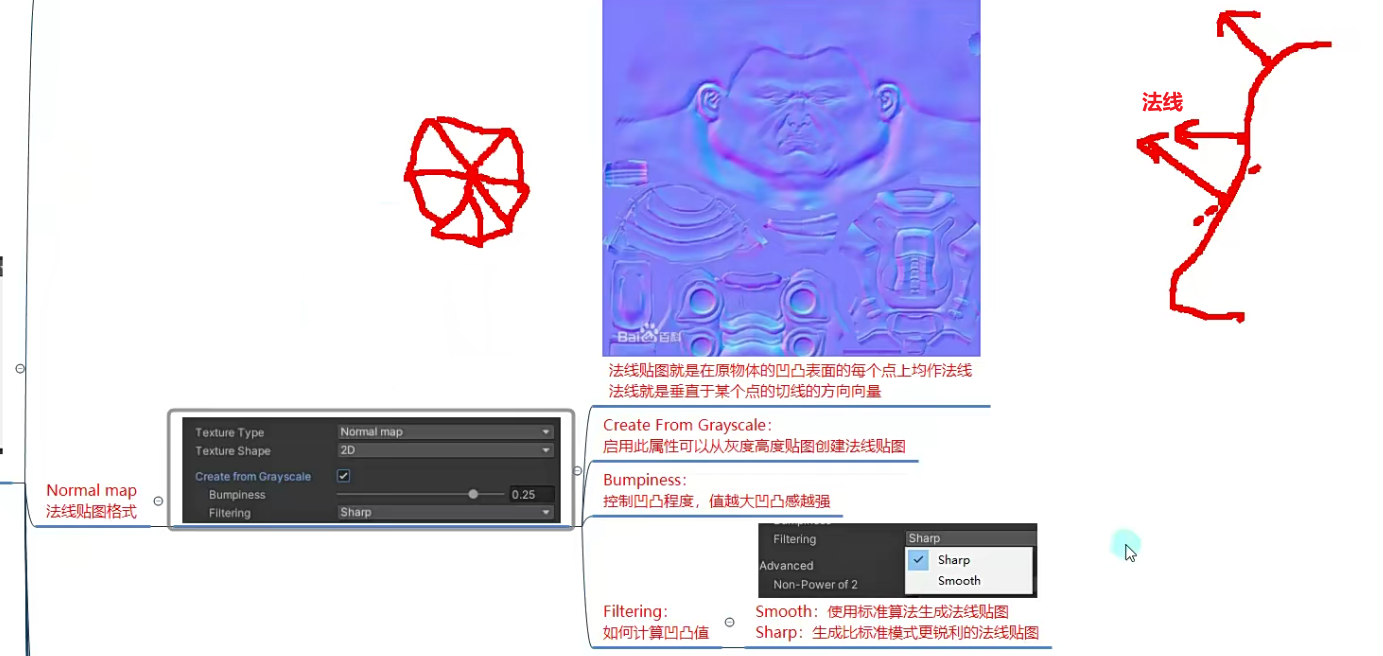 法线
Bai 百科
法线贴图就是在原物体的凹凸表面的每个点上均作法线
法线就是垂直于某个点的切线的方向向量
Normal map
法线贴图格式
Texture Type Normal map
Texture Shape 2D
Create from Grayscale
Bumpiness 0.25
Filtering Sharp
Create From Grayscale：
启用此属性可以从灰度高度贴图创建法线贴图
Bumpiness：
控制凹凸程度，值越大凹凸感越强
Bumpiness
Filtering Sharp
Sharp
Smooth
Advanced
Non-Power of 2
Filtering：
如何计算凹凸值
Smooth：使用标准算法生成法线贴图
Sharp：生成比标准模式更锐利的法线贴图